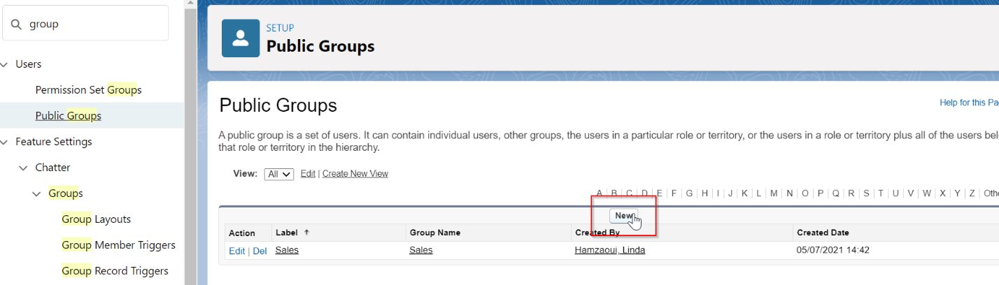 group
Users
Permission Set Groups
Public Groups
Feature Settings
Chatter
Groups
Group Layouts
Group Member Triggers
Group Record Triggers
SETUP
Public Groups
Public Groups
Help for this Pa
A public group is a set of users. It can contain individual users, other groups, the users in a particular role or territory, or the users in a role or territory plus all of the users bel
that role or territory in the hierarchy.
View: All Edit | Create New View
A | B | C | D | E | F | G | H | I | J | K | L | M | N | O | P | Q | R | S | T | U | V | W | X | Y | Z | Othe
New
Action Label ↑ Group Name Created By Created Date
Edit | Del Sales Sales Hamzaoui, Linda 05/07/2021 14:42